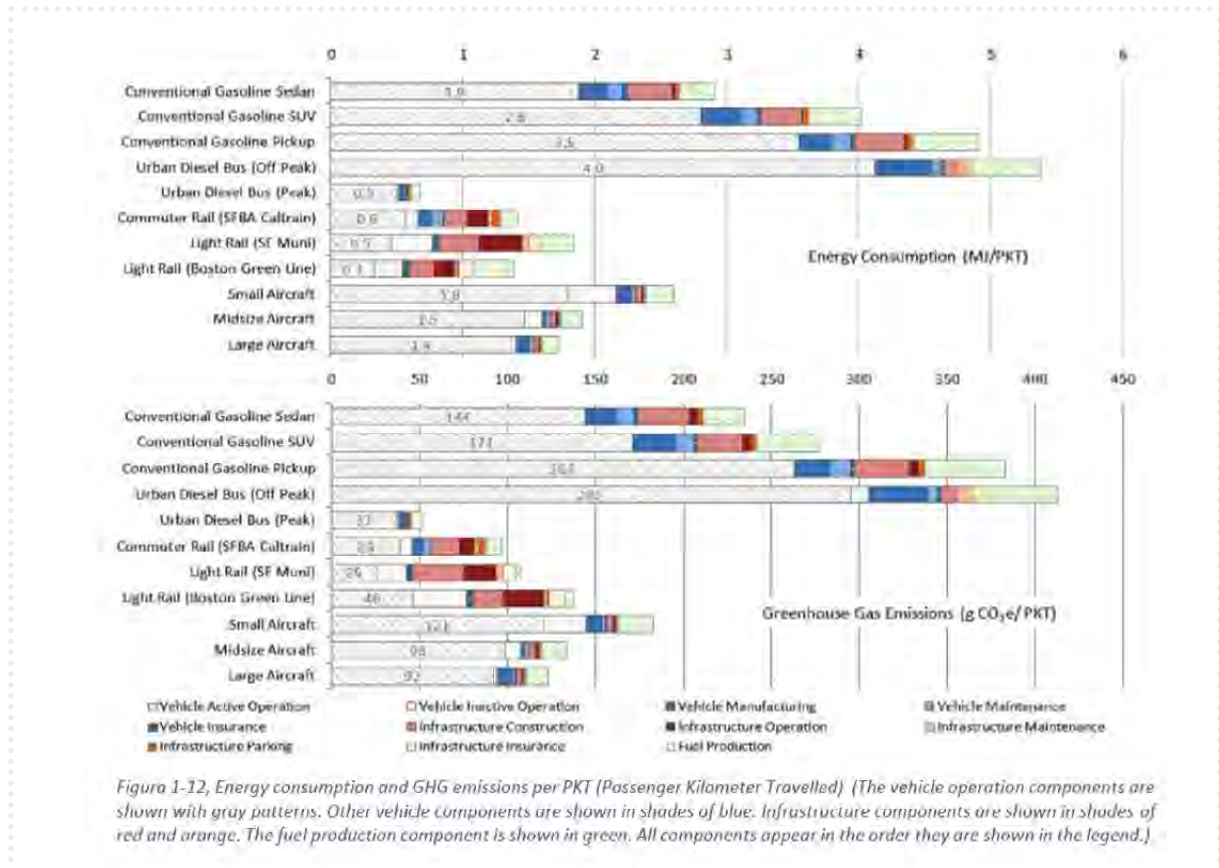 0 1 2 3 4 5 6
Conventional Gasoline Sedan 1.9
Conventional Gasoline SUV 2.8
Conventional Gasoline Pickup 3.5
Urban Diesel Bus (Off Peak) 4.0
Urban Diesel Bus (Peak)
Commuter Rail (SFBA Caltrain) 0.6
Light Rail (SF Muni) 0.5
Energy Consumption (MJ/PKT)
Light Rail (Boston Green Line)
Small Aircraft 1.8
Midsize Aircraft 1.5
Large Aircraft 1.4
0 50 100 150 200 250 300 350 400 450
Conventional Gasoline Sedan 144
Conventional Gasoline SUV 171
Conventional Gasoline Pickup 263
Urban Diesel Bus (Off Peak)
Urban Diesel Bus (Peak) 37
Commuter Rail (SFBA Caltrain)
Light Rail (SF Muni)
Light Rail (Boston Green Line) 46
Greenhouse Gas Emissions (g CO₂e/ PKT)
Small Aircraft 121
Midsize Aircraft 98
Large Aircraft 92
Vehicle Active Operation Vehicle Inactive Operation Vehicle Manufacturing Vehicle Maintenance
Vehicle Insurance Infrastructure Construction Infrastructure Operation Infrastructure Maintenance
Infrastructure Parking Infrastructure Insurance Fuel Production
Figura 1-12, Energy consumption and GHG emissions per PKT (Passenger Kilometer Travelled) (The vehicle operation components are
shown with gray patterns. Other vehicle components are shown in shades of blue. Infrastructure components are shown in shades of
red and orange. The fuel production component is shown in green. All components appear in the order they are shown in the legend.)